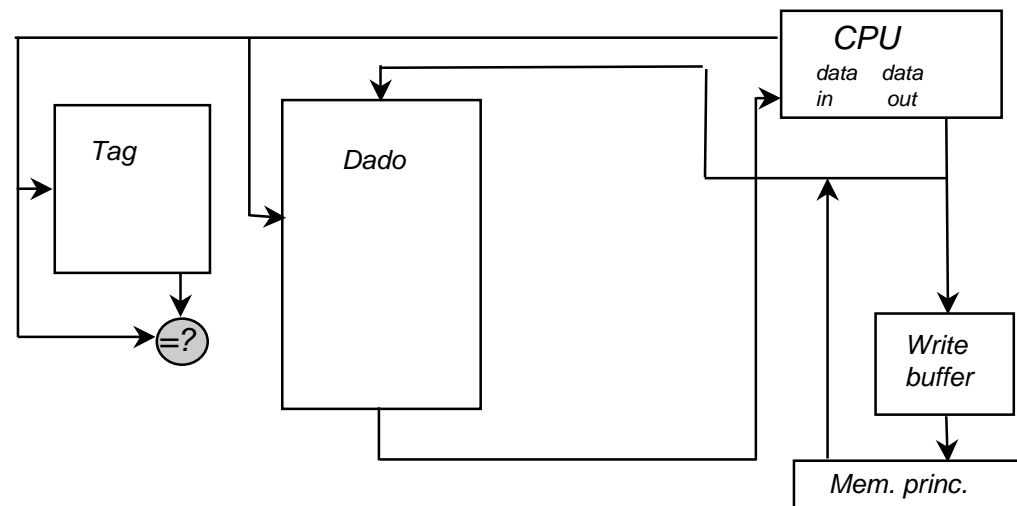 CPU
data data
in out
Tag
Dado
=?
Write
buffer
Mem. princ.